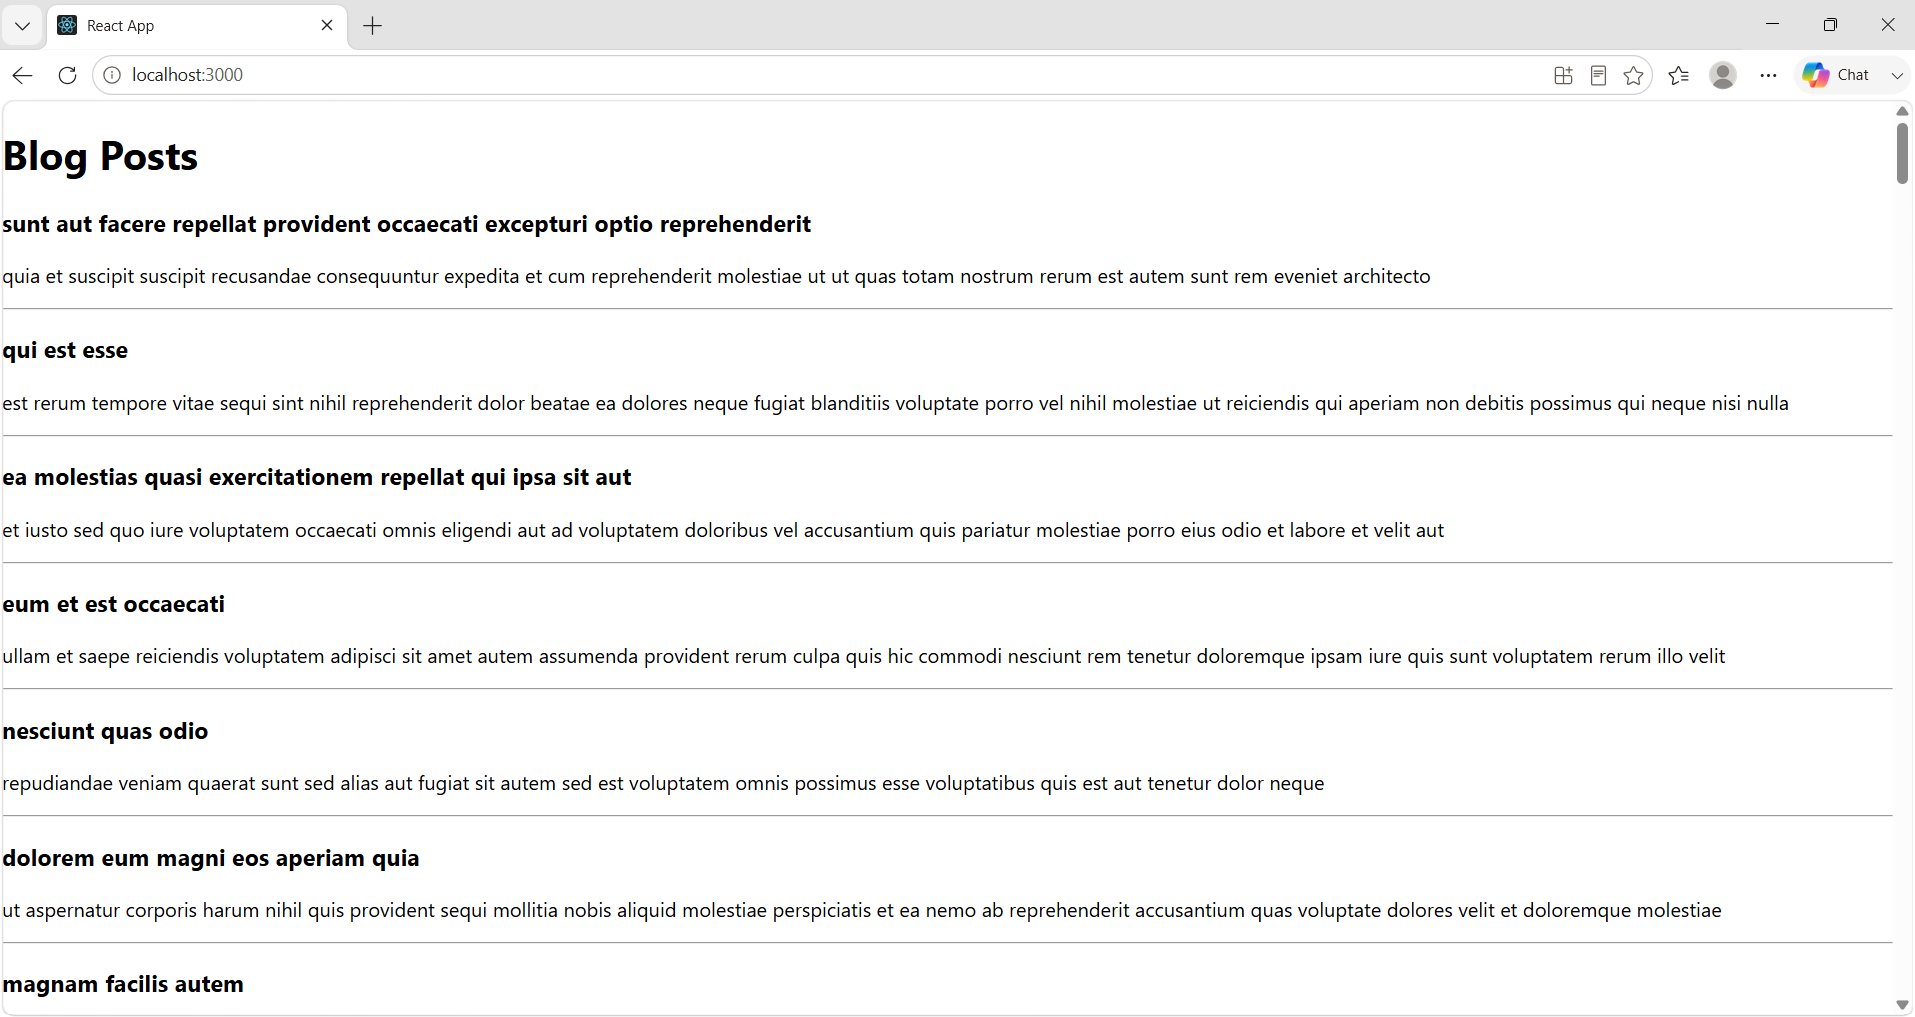 React App
localhost:3000
Chat
Blog Posts
sunt aut facere repellat provident occaecati excepturi optio reprehenderit
quia et suscipit suscipit recusandae consequuntur expedita et cum reprehenderit molestiae ut ut quas totam nostrum rerum est autem sunt rem eveniet architecto
qui est esse
est rerum tempore vitae sequi sint nihil reprehenderit dolor beatae ea dolores neque fugiat blanditiis voluptate porro vel nihil molestiae ut reiciendis qui aperiam non debitis possimus qui neque nisi nulla
ea molestias quasi exercitationem repellat qui ipsa sit aut
et iusto sed quo iure voluptatem occaecati omnis eligendi aut ad voluptatem doloribus vel accusantium quis pariatur molestiae porro eius odio et labore et velit aut
eum et est occaecati
ullam et saepe reiciendis voluptatem adipisci sit amet autem assumenda provident rerum culpa quis hic commodi nesciunt rem tenetur doloremque ipsam iure quis sunt voluptatem rerum illo velit
nesciunt quas odio
repudiandae veniam quaerat sunt sed alias aut fugiat sit autem sed est voluptatem omnis possimus esse voluptatibus quis est aut tenetur dolor neque
dolorem eum magni eos aperiam quia
ut aspernatur corporis harum nihil quis provident sequi mollitia nobis aliquid molestiae perspiciatis et ea nemo ab reprehenderit accusantium quas voluptate dolores velit et doloremque molestiae
magnam facilis autem